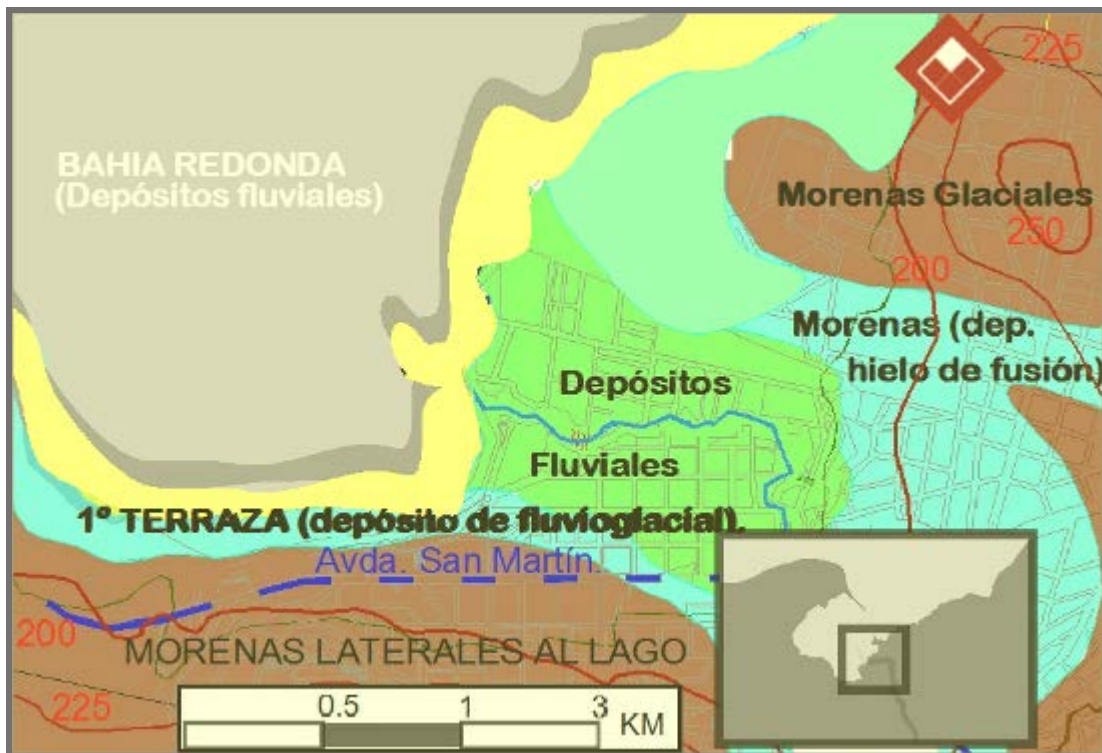 225
BAHIA REDONDA
(Depósitos fluviales)
Morenas Glaciales
250
200
Morenas (dep.
hielo de fusión)
Depósitos
Fluviales
1º TERRAZA (depósito de fluvioglacial).
Avda. San Martín.
200
MORENAS LATERALES AL LAGO
225
0.5 1 3 KM